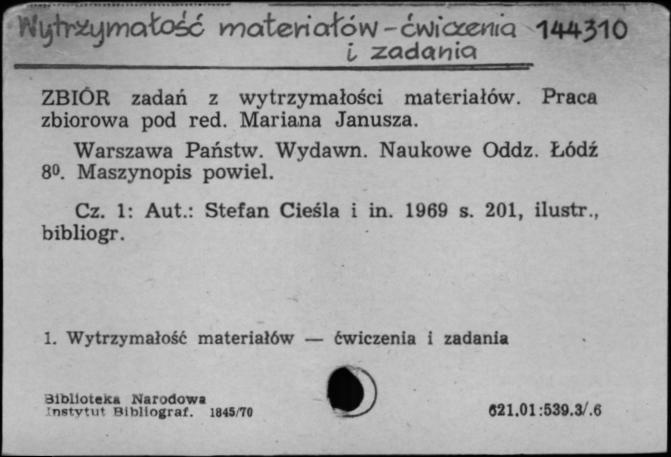 Wytrzymałość materiałów - ćwiczenia 144310
i zadania
ZBIÓR zadań z wytrzymałości materiałów. Praca
zbiorowa pod red. Mariana Janusza.
Warszawa Państw. Wydawn. Naukowe Oddz. Łódź
8⁰. Maszynopis powiel.
Cz. 1: Aut.: Stefan Cieśla i in. 1969 s. 201, ilustr.,
bibliogr.
1. Wytrzymałość materiałów — ćwiczenia i zadania
Biblioteka Narodowa
Instytut Bibliograf. 1845/70
621.01:539.3/.6